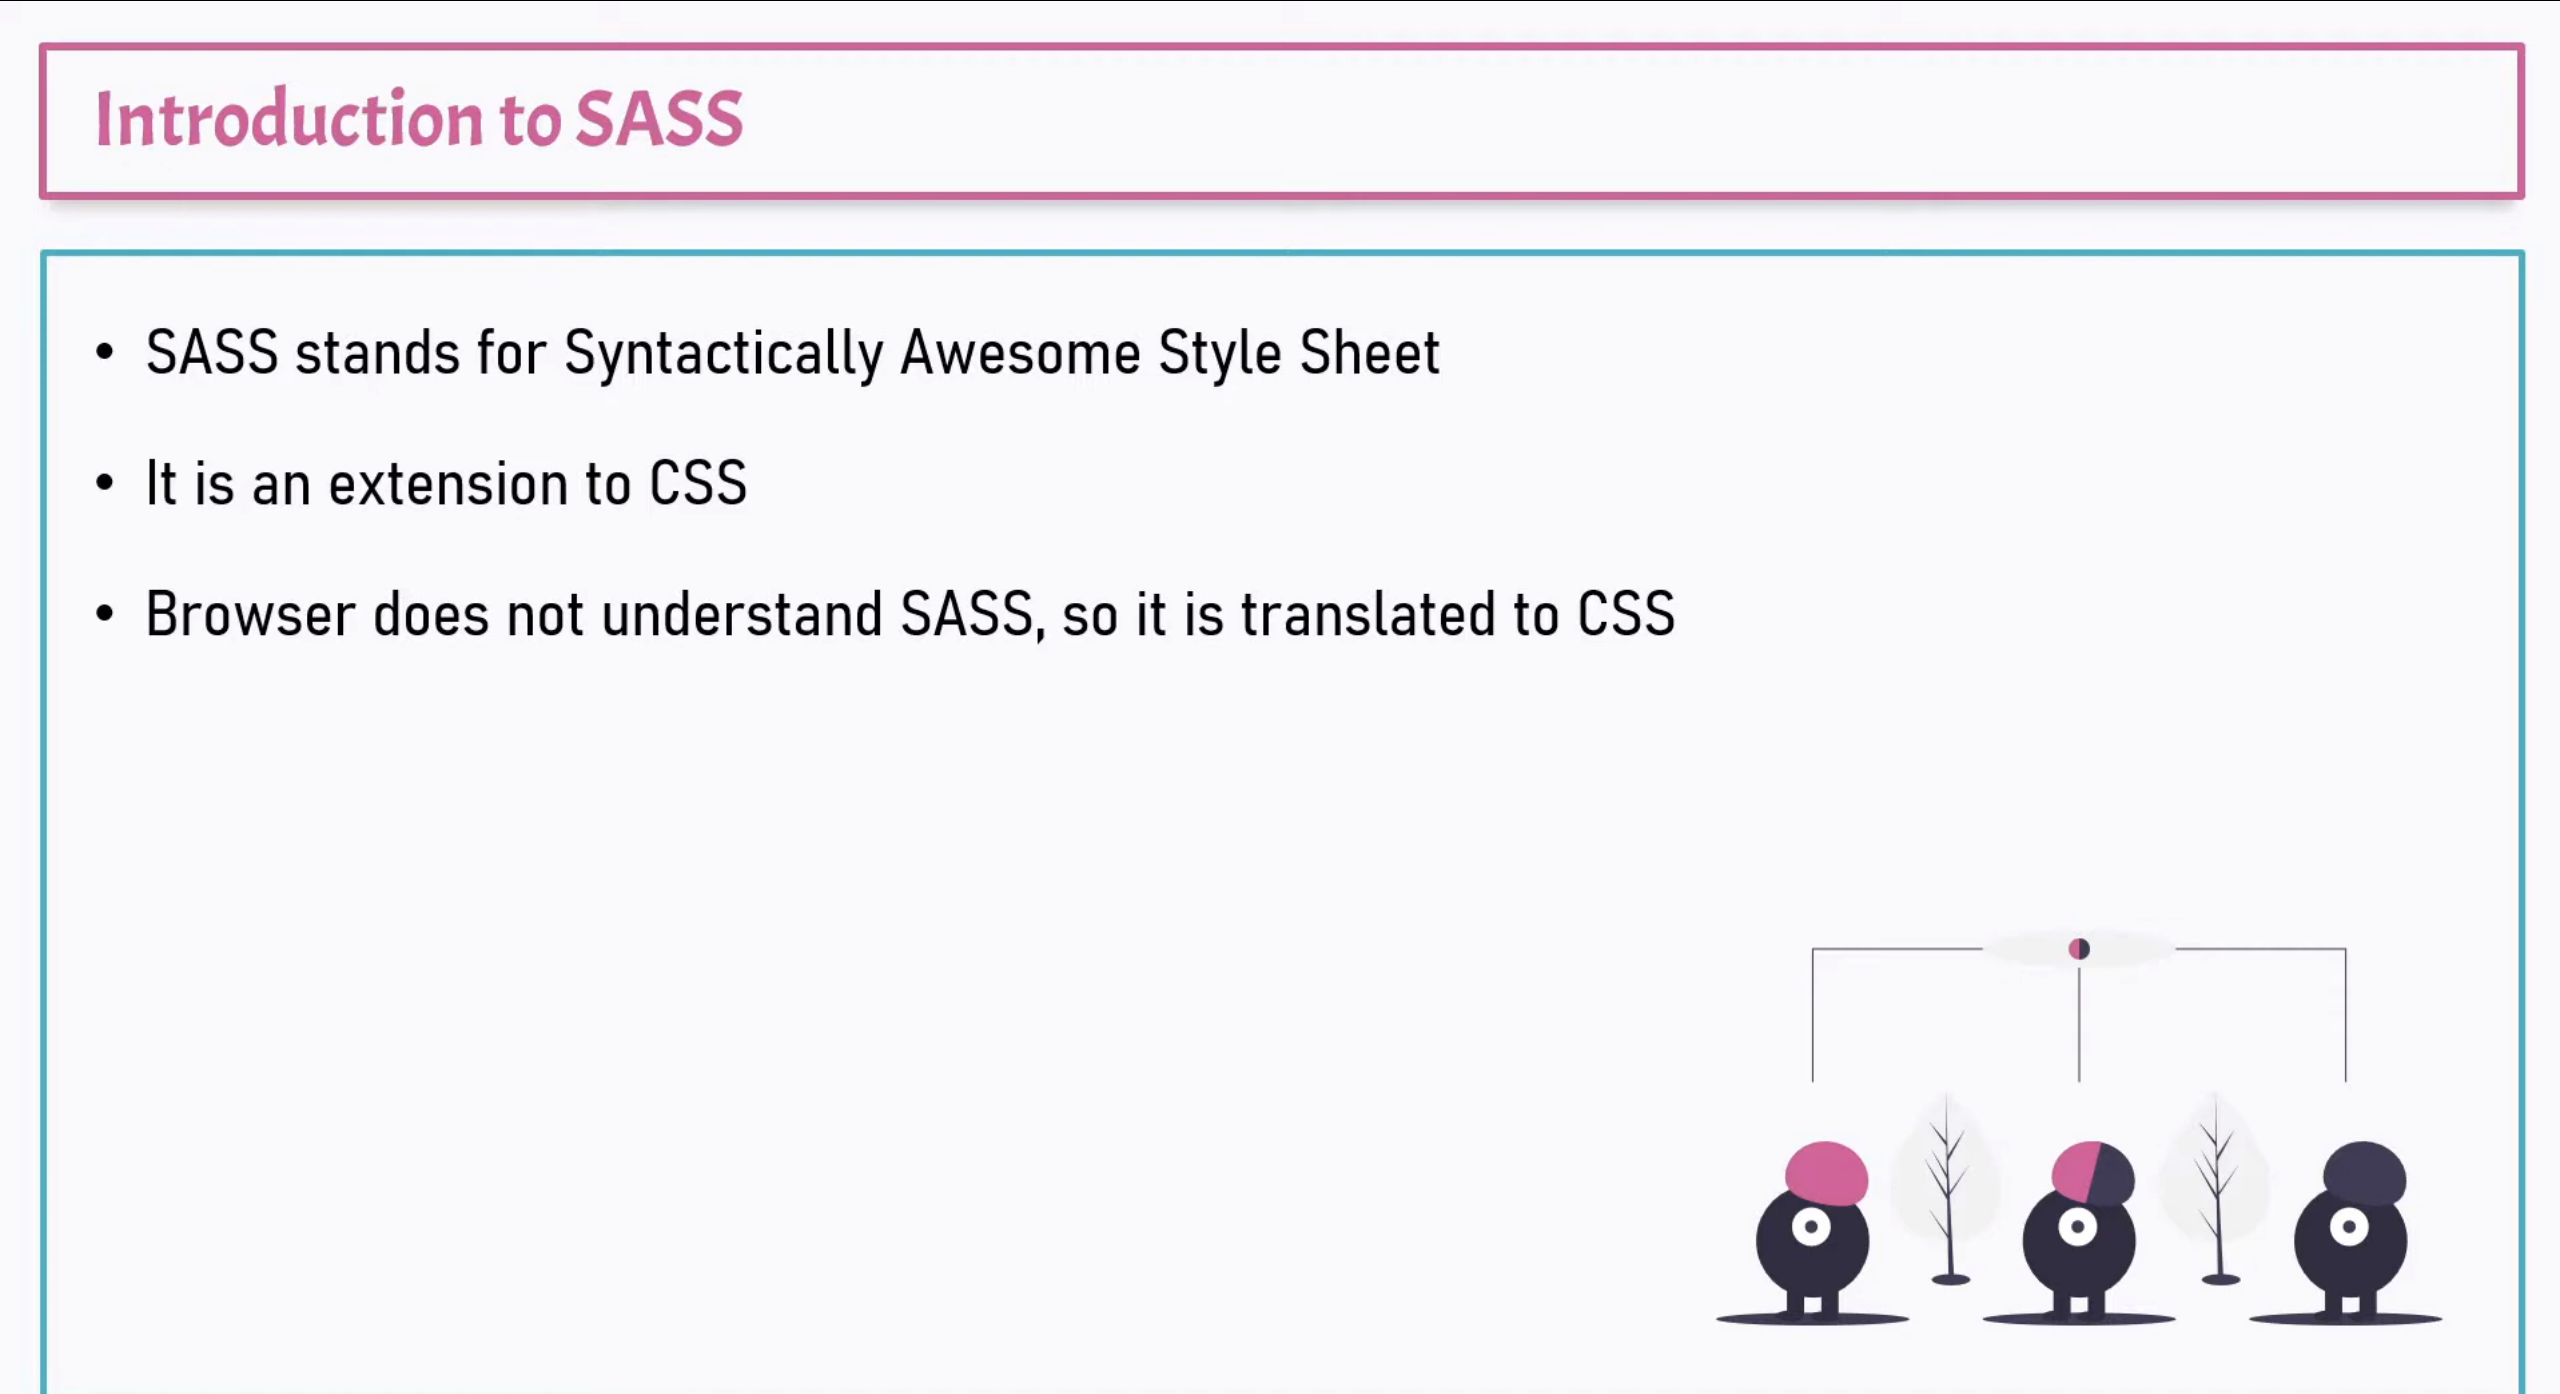 Introduction to SASS
• SASS stands for Syntactically Awesome Style Sheet
• It is an extension to CSS
• Browser does not understand SASS, so it is translated to CSS